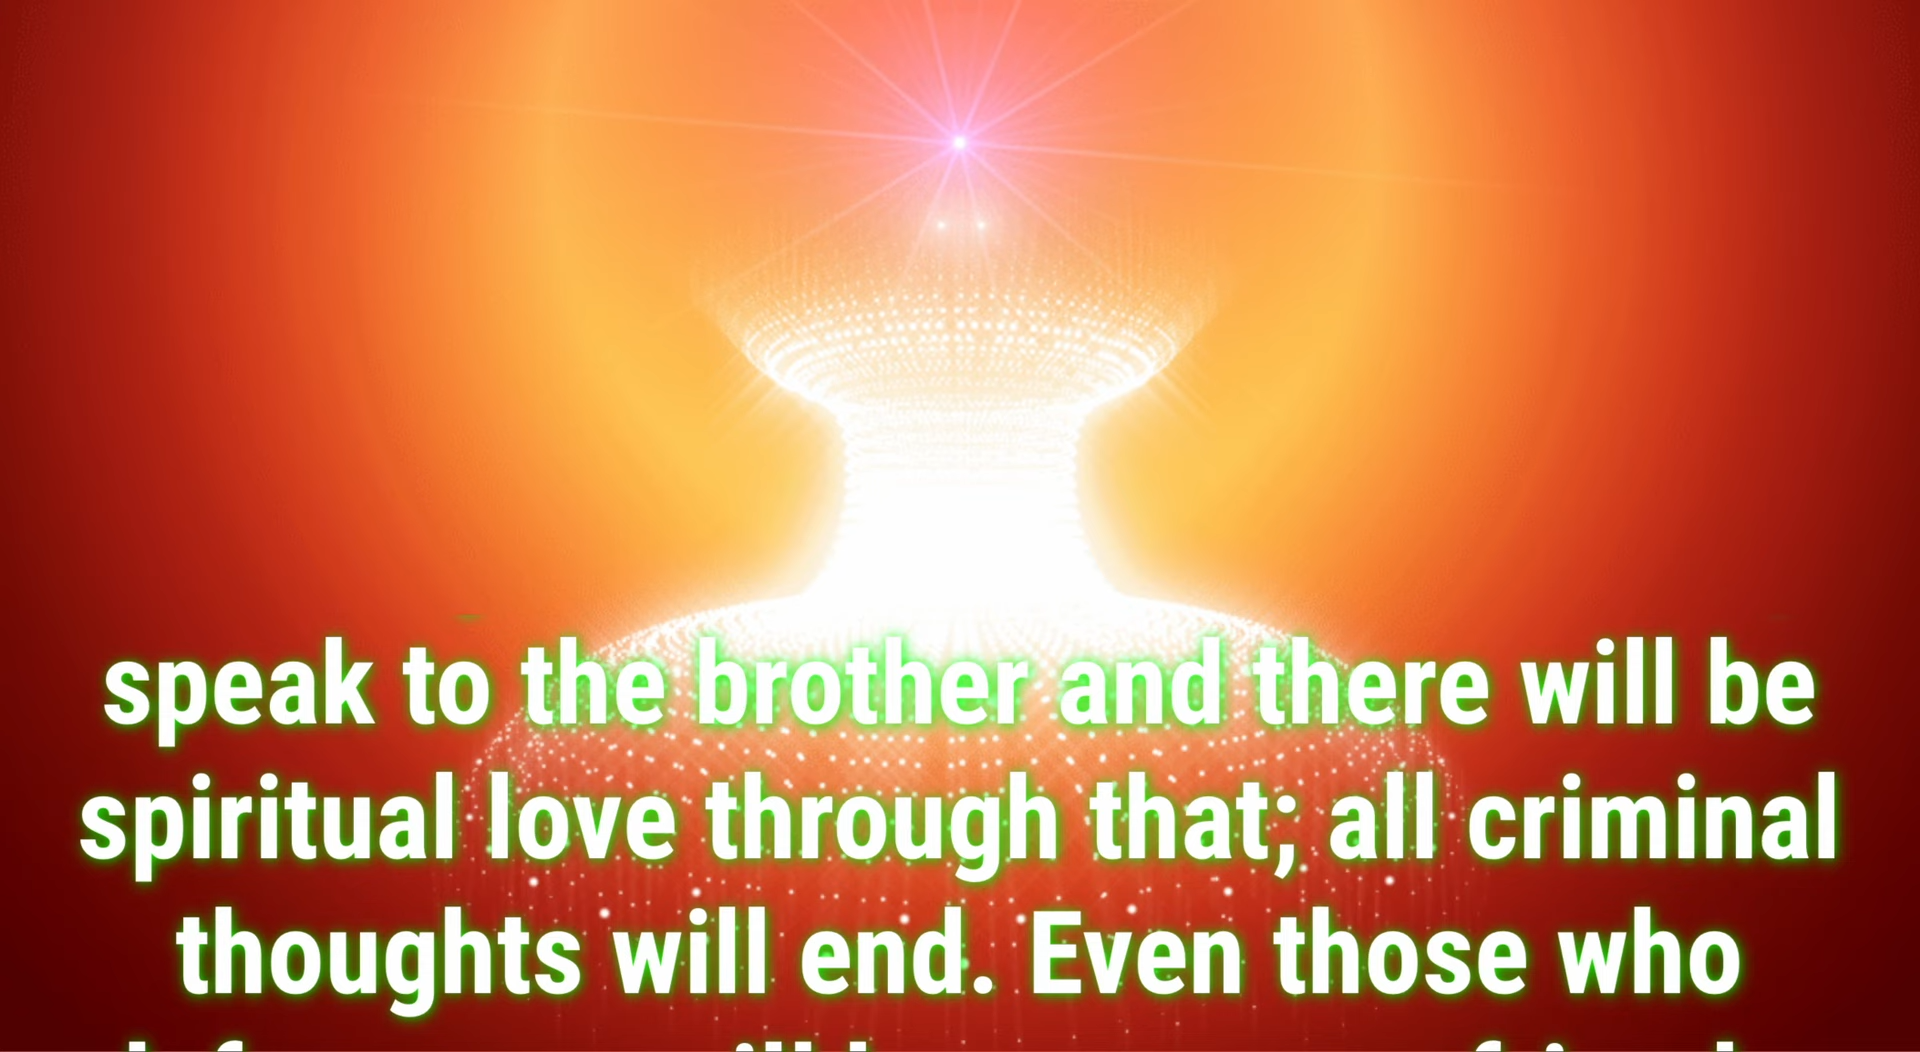 speak to the brother and there will be
spiritual love through that; all criminal
thoughts will end. Even those who